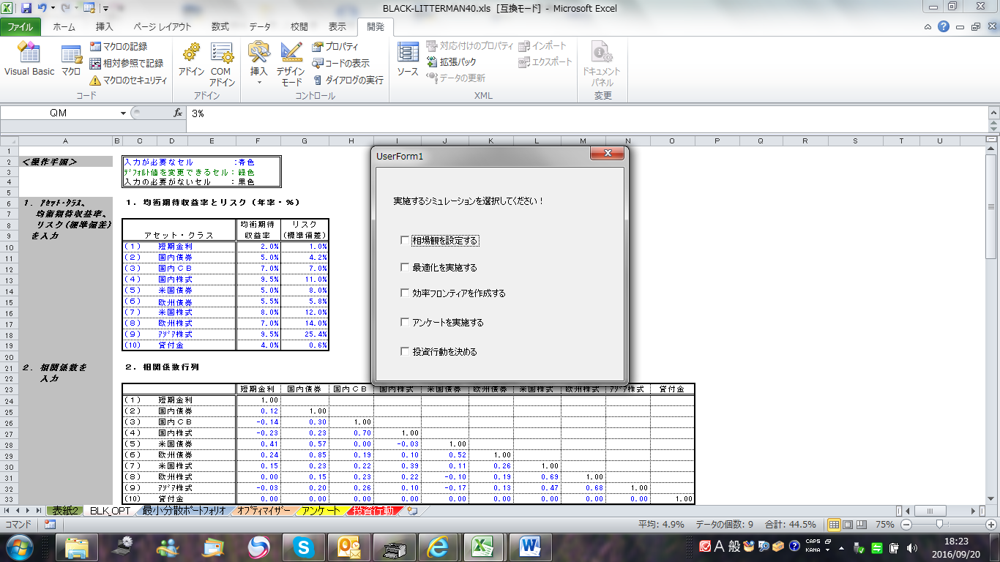 BLACK-LITTERMAN40.xls [互換モード] - Microsoft Excel
ファイル ホーム 挿入 ページ レイアウト 数式 データ 校閲 表示 開発
Visual Basic マクロ マクロの記録 相対参照で記録 マクロのセキュリティ
コード
アドイン COM アドイン
アドイン
挿入 デザイン モード プロパティ コードの表示 ダイアログの実行
コントロール
ソース 対応付けのプロパティ 拡張パック データの更新 インポート エクスポート
XML
ドキュメント パネル
変更
QM fx 3%
A B C D E F G H I J K L M N O P Q R S T U
1
2 <操作手順> 入力が必要なセル :青色
3 ﾃﾞﾌｫﾙﾄ値を変更できるセル:緑色
4 入力の必要がないセル :黒色
5
6 1. ｱｾｯﾄ・ｸﾗｽ、 1. 均衡期待収益率とリスク (年率・%)
7 均衡期待収益率、
8 リスク(標準偏差) 均衡期待 リスク
9 を入力 アセット・クラス 収益率 (標準偏差)
10 (1) 短期金利 2.0% 1.0%
11 (2) 国内債券 5.0% 4.2%
12 (3) 国内CB 7.0% 7.0%
13 (4) 国内株式 9.5% 11.0%
14 (5) 米国債券 5.0% 8.0%
15 (6) 欧州債券 5.5% 5.8%
16 (7) 米国株式 8.0% 12.0%
17 (8) 欧州株式 7.0% 14.0%
18 (9) ｱｼﾞｱ株式 9.5% 25.4%
19 (10) 貸付金 4.0% 0.6%
20
21 2. 相関係数を 2. 相関係数行列
22 入力
23 短期金利 国内債券 国内CB 国内株式 米国債券 欧州債券 米国株式 欧州株式 ｱｼﾞｱ株式 貸付金
24 (1) 短期金利 1.00
25 (2) 国内債券 0.12 1.00
26 (3) 国内CB -0.14 0.30 1.00
27 (4) 国内株式 -0.23 0.23 0.70 1.00
28 (5) 米国債券 0.41 0.57 0.00 -0.03 1.00
29 (6) 欧州債券 0.24 0.85 0.19 0.10 0.52 1.00
30 (7) 米国株式 0.15 0.23 0.22 0.39 0.11 0.26 1.00
31 (8) 欧州株式 0.00 0.15 0.23 0.22 -0.10 0.19 0.69 1.00
32 (9) ｱｼﾞｱ株式 -0.03 0.20 0.26 0.10 -0.17 0.13 0.47 0.68 1.00
33 (10) 貸付金 0.00 0.00 0.00 0.00 0.00 0.00 0.00 0.00 0.00 1.00
UserForm1
実施するシミュレーションを選択してください!
相場観を設定する
最適化を実施する
効率フロンティアを作成する
アンケートを実施する
投資行動を決める
表紙2 BLK_OPT 最小分散ポートフォリオ オプティマイザー アンケート 投資行動
コマンド 平均: 4.9% データの個数: 9 合計: 44.5% 75%
A 般 CAPS KANA 18:23
2016/09/20